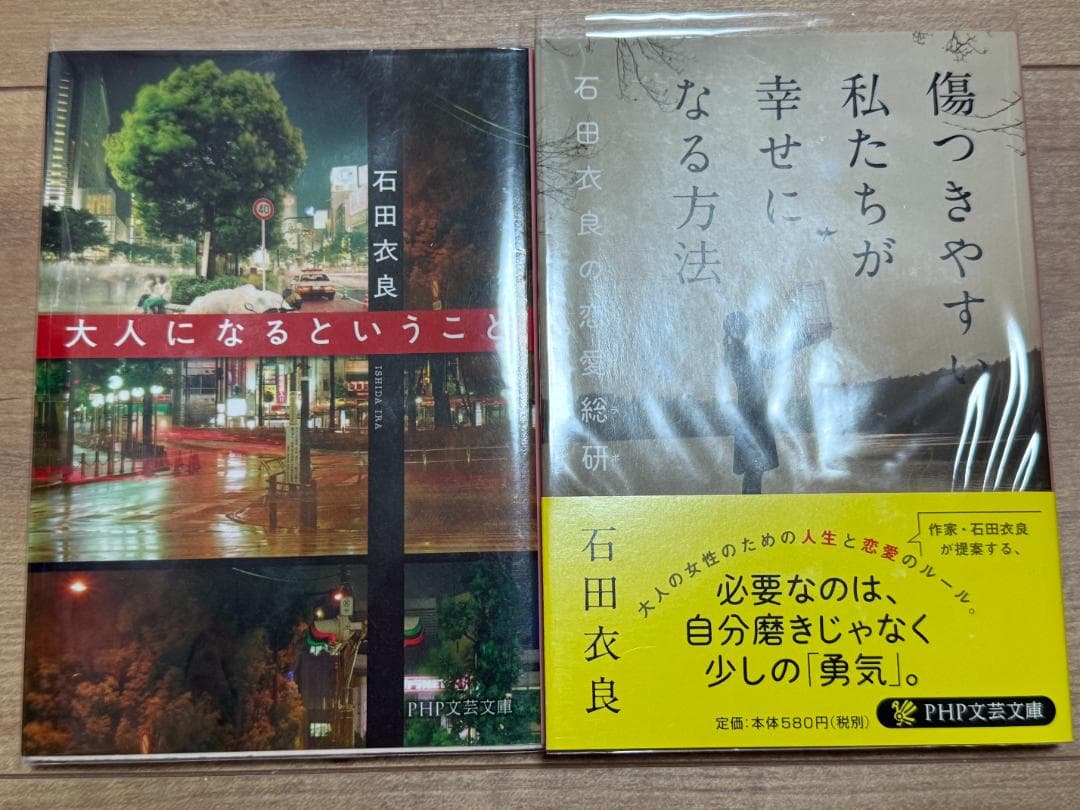 石田衣良
大人になるということ
ISHIDA IRA
40
PHP文芸文庫
傷つきやすい
私たちが
幸せに
なる方法
石田衣良の恋愛総研
ラボ
作家・石田衣良
が提案する、
大人の女性のための人生と恋愛のルール。
必要なのは、
自分磨きじゃなく
少しの「勇気」。
石田衣良
定価:本体580円(税別)
PHP文芸文庫